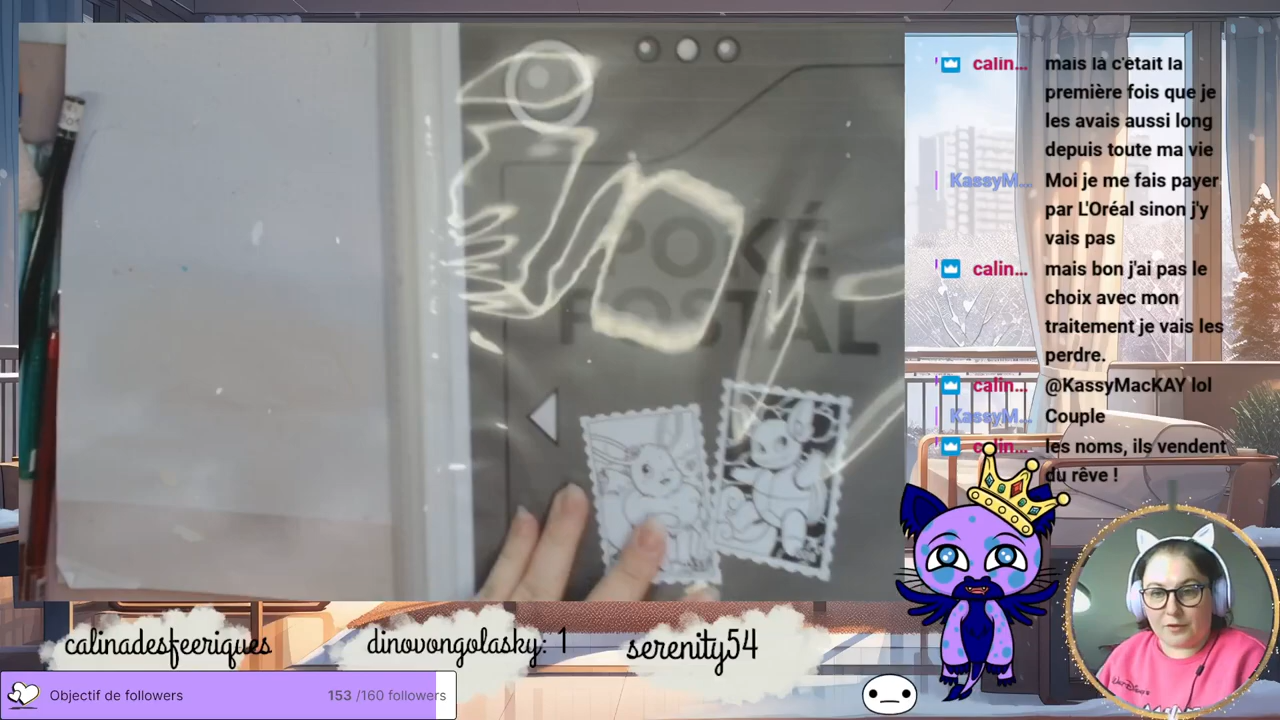 POKÉ
POSTAL
calin... mais là c'était la
première fois que je
les avais aussi long
depuis toute ma vie
KassyM... Moi je me fais payer
par L'Oréal sinon j'y
vais pas
calin... mais bon j'ai pas le
choix avec mon
traitement je vais les
perdre.
calin... @KassyMacKAY lol
KassyM... Couple
calin... les noms, ils vendent
du rêve !
calinadesfeeriques
dinovongolasky: 1
serenity54
Objectif de followers 153 /160 followers